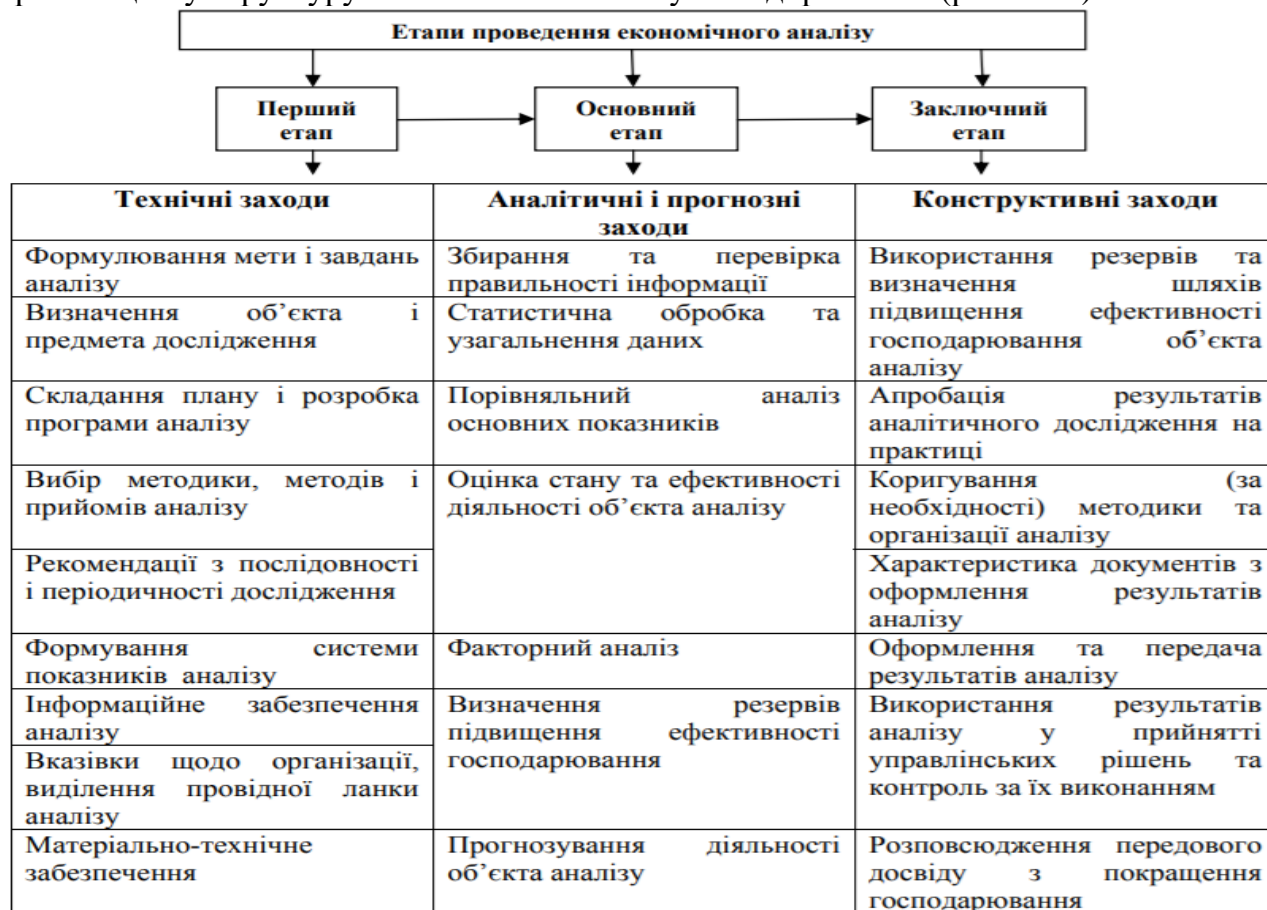 Етапи проведення економічного аналізу
Перший
етап
Основний
етап
Заключний
етап
Технічні заходи
Формулювання мети і завдань
аналізу
Визначення об’єкта і
предмета дослідження
Складання плану і розробка
програми аналізу
Вибір методики, методів і
прийомів аналізу
Рекомендації з послідовності
і періодичності дослідження
Формування системи
показників аналізу
Інформаційне забезпечення
аналізу
Вказівки щодо організації,
виділення провідної ланки
аналізу
Матеріально-технічне
забезпечення
Аналітичні і прогнозні
заходи
Збирання та перевірка
правильності інформації
Статистична обробка та
узагальнення даних
Порівняльний аналіз
основних показників
Оцінка стану та ефективності
діяльності об’єкта аналізу
Факторний аналіз
Визначення резервів
підвищення ефективності
господарювання
Прогнозування діяльності
об’єкта аналізу
Конструктивні заходи
Використання резервів та
визначення шляхів
підвищення ефективності
господарювання об’єкта
аналізу
Апробація результатів
аналітичного дослідження на
практиці
Коригування (за
необхідності) методики та
організації аналізу
Характеристика документів з
оформлення результатів
аналізу
Оформлення та передача
результатів аналізу
Використання результатів
аналізу у прийнятті
управлінських рішень та
контроль за їх виконанням
Розповсюдження передового
досвіду з покращення
господарювання